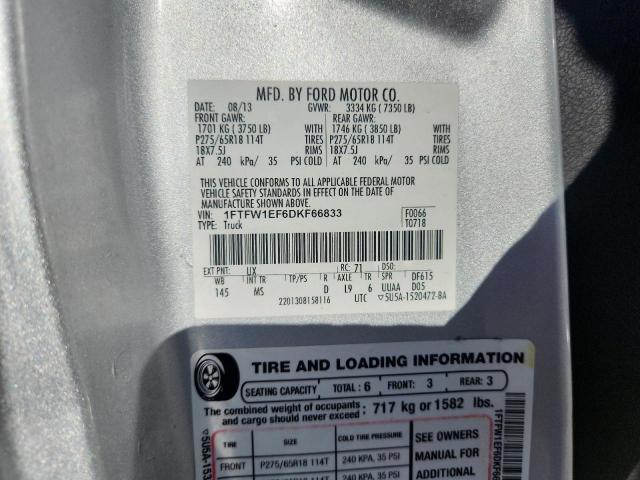 MFD. BY FORD MOTOR CO.
DATE: 08/13 GVWR: 3334 KG ( 7350 LB)
FRONT GAWR: REAR GAWR:
1701 KG ( 3750 LB) WITH 1746 KG ( 3850 LB) WITH
P275/65R18 114T TIRES P275/65R18 114T TIRES
18X7.5J RIMS 18X7.5J RIMS
AT 240 kPa/ 35 PSI COLD AT 240 kPa/ 35 PSI COLD
THIS VEHICLE CONFORMS TO ALL APPLICABLE FEDERAL MOTOR
VEHICLE SAFETY STANDARDS IN EFFECT ON THE DATE OF
MANUFACTURE SHOWN ABOVE.
VIN: 1FTFW1EF6DKF66833 F0066
TYPE: Truck T0718
EXT PNT: UX RC: 71 DSO:
WB INT TR TP/PS R AXLE TR SPR DF615
145 MS D L9 6 UUAA D05
2201308158116 UTC ▽5U5A-1520472-BA
TIRE AND LOADING INFORMATION
SEATING CAPACITY TOTAL : 6 FRONT: 3 REAR: 3
The combined weight of occupants
and cargo should never exceed: 717 kg or 1582 lbs.
TIRE SIZE COLD TIRE PRESSURE SEE OWNERS
FRONT P275/65R18 114T 240 KPA, 35 PSI MANUAL FOR
ADDITIONAL
▽5U5A-153
1FTFW1EF6DKF66